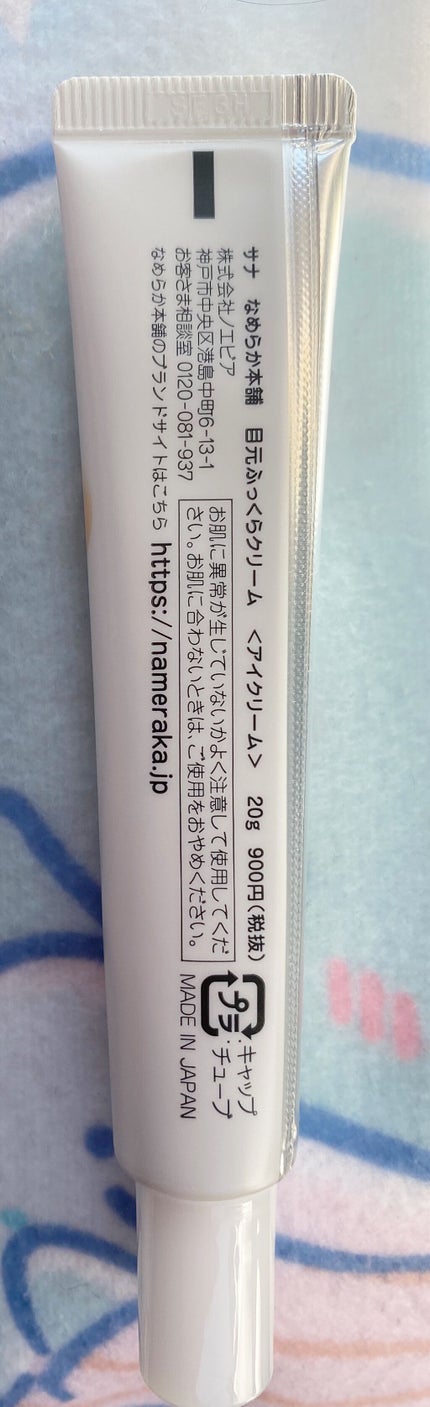 サナ なめらか本舗 目元ふっくらクリーム 〈アイクリーム〉 20g 900円(税抜)
株式会社ノエビア
神戸市中央区港島中町6-13-1
お客さま相談室 0120-081-937
なめらか本舗のブランドサイトはこちら https://nameraka.jp
お肌に異常が生じていないかよく注意して使用してくだ
さい。お肌に合わないときは、ご使用をおやめください。
プラ
:キャップ
:チューブ
MADE IN JAPAN